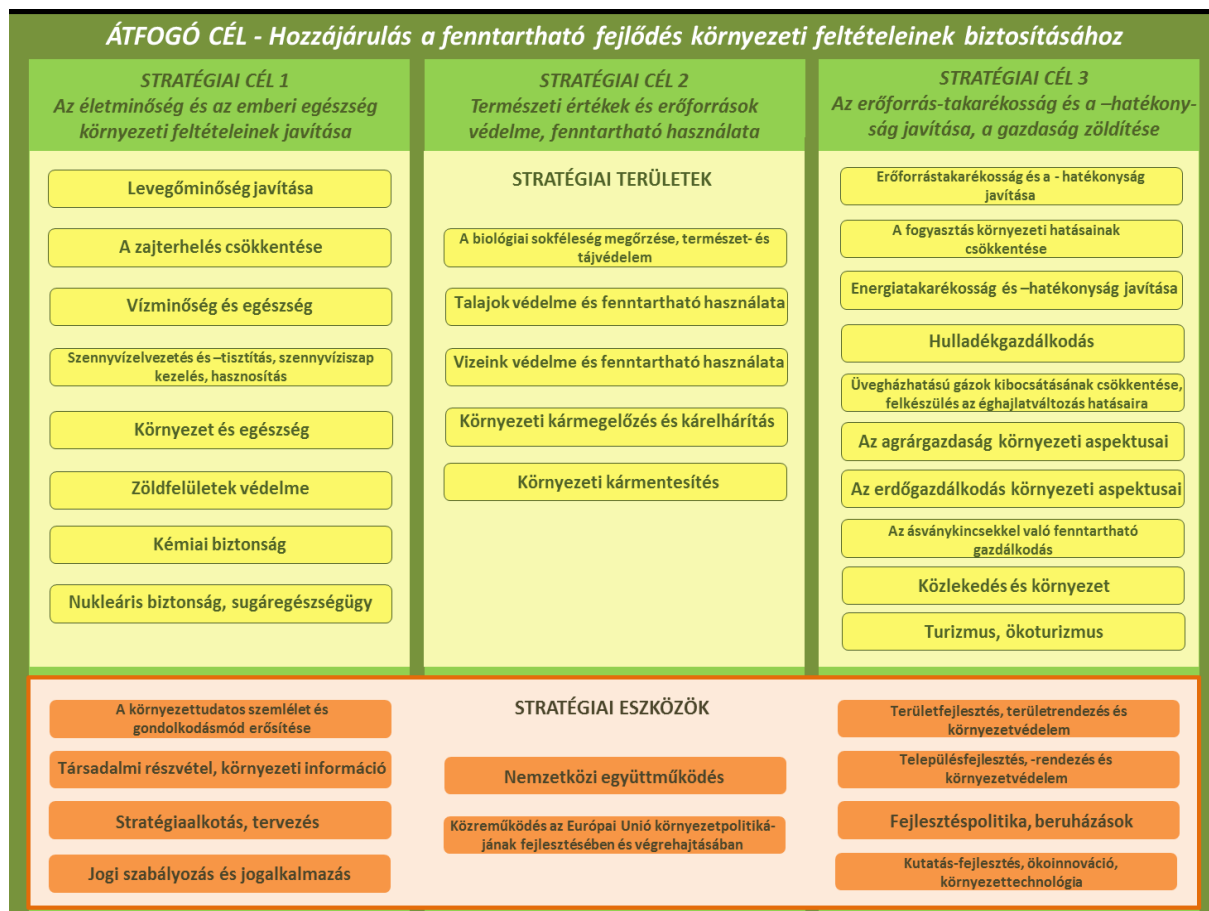 ÁTFOGÓ CÉL - Hozzájárulás a fenntartható fejlődés környezeti feltételeinek biztosításához
STRATÉGIAI CÉL 1
Az életminőség és az emberi egészség
környezeti feltételeinek javítása
Levegőminőség javítása
A zajterhelés csökkentése
Vízminőség és egészség
Szennyvízelvezetés és –tisztítás, szennyvíziszap
kezelés, hasznosítás
Környezet és egészség
Zöldfelületek védelme
Kémiai biztonság
Nukleáris biztonság, sugáregészségügy
STRATÉGIAI CÉL 2
Természeti értékek és erőforrások
védelme, fenntartható használata
STRATÉGIAI TERÜLETEK
A biológiai sokféleség megőrzése, természet- és
tájvédelem
Talajok védelme és fenntartható használata
Vizeink védelme és fenntartható használata
Környezeti kármegelőzés és kárelhárítás
Környezeti kármentesítés
STRATÉGIAI CÉL 3
Az erőforrás-takarékosság és a –hatékony-
ság javítása, a gazdaság zöldítése
Erőforrástakarékosság és a - hatékonyság
javítása
A fogyasztás környezeti hatásainak
csökkentése
Energiatakarékosság és –hatékonyság javítása
Hulladékgazdálkodás
Üvegházhatású gázok kibocsátásának csökkentése,
felkészülés az éghajlatváltozás hatásaira
Az agrárgazdaság környezeti aspektusai
Az erdőgazdálkodás környezeti aspektusai
Az ásványkincsekkel való fenntartható
gazdálkodás
Közlekedés és környezet
Turizmus, ökoturizmus
A környezettudatos szemlélet és
gondolkodásmód erősítése
Társadalmi részvétel, környezeti információ
Stratégiaalkotás, tervezés
Jogi szabályozás és jogalkalmazás
STRATÉGIAI ESZKÖZÖK
Nemzetközi együttműködés
Közreműködés az Európai Unió környezetpolitiká-
jának fejlesztésében és végrehajtásában
Területfejlesztés, területrendezés és
környezetvédelem
Településfejlesztés, -rendezés és
környezetvédelem
Fejlesztéspolitika, beruházások
Kutatás-fejlesztés, ökoinnováció,
környezettechnológia